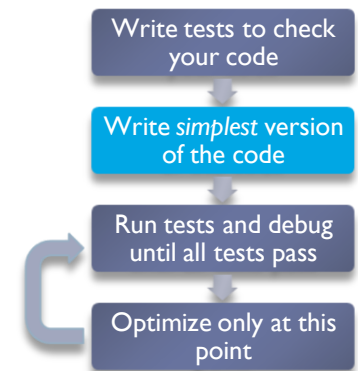 Write tests to check
your code
Write simplest version
of the code
Run tests and debug
until all tests pass
Optimize only at this
point